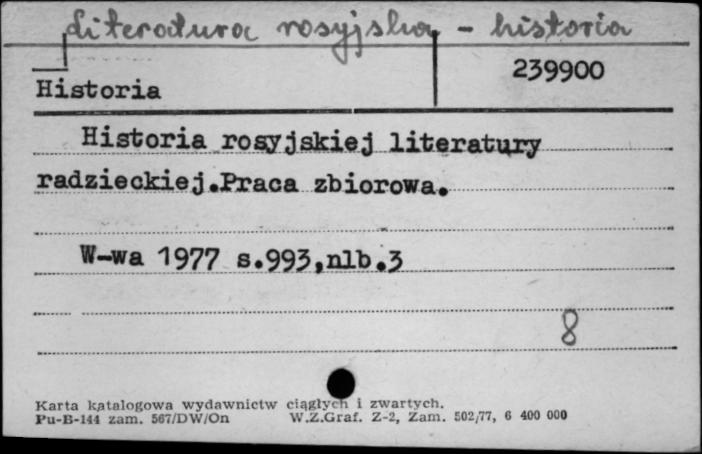 Literatura rosyjska - historia
239900
Historia
Historia rosyjskiej literatury
radzieckiej.Praca zbiorowa.
W-wa 1977 s.993,nlb.3
8
Karta katalogowa wydawnictw ciągłych i zwartych.
Pu-B-144 zam. 567/DW/On W.Z.Graf. Z-2, Zam. 502/77, 6 400 000